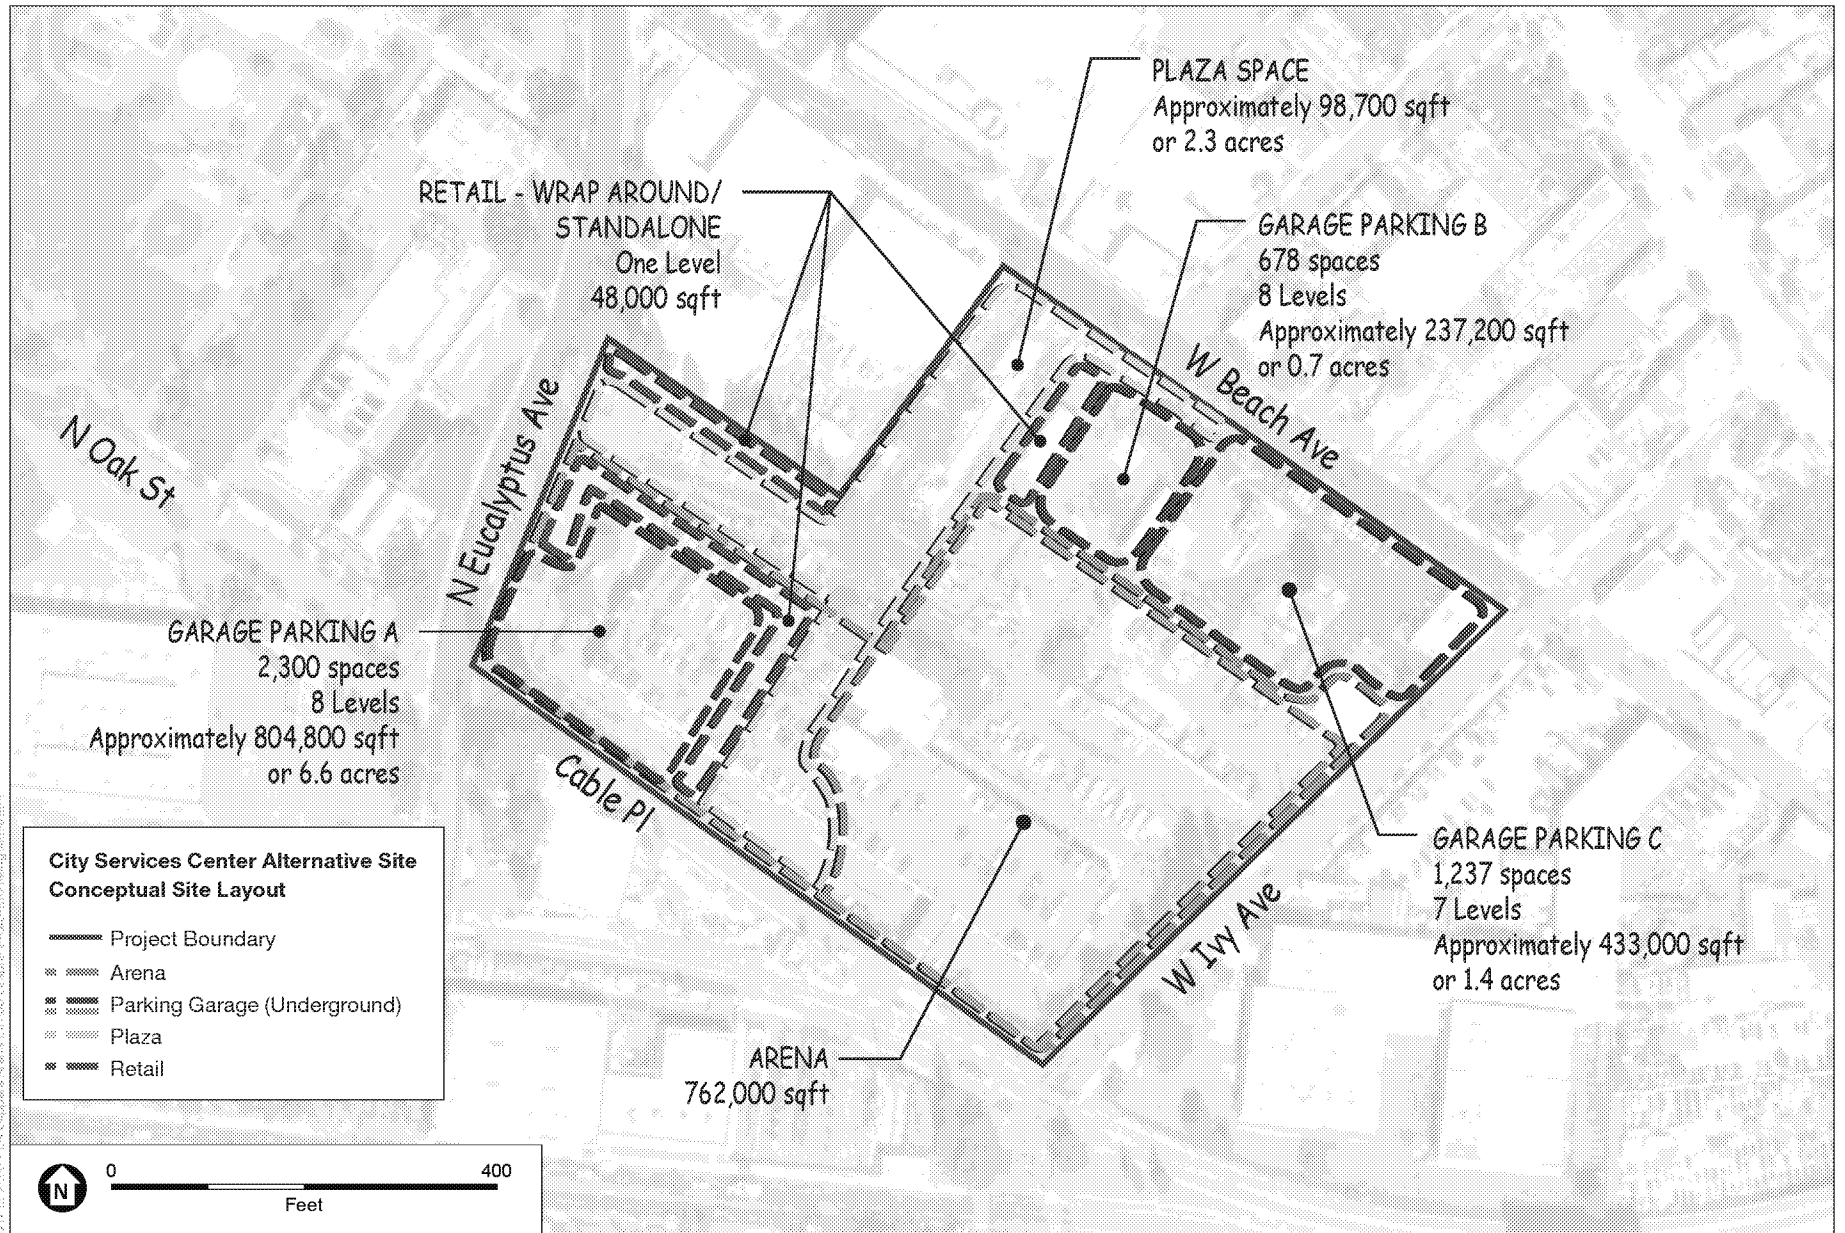 PLAZA SPACE
Approximately 98,700 sqft
or 2.3 acres
RETAIL - WRAP AROUND/
STANDALONE
One Level
48,000 sqft
GARAGE PARKING B
678 spaces
8 Levels
Approximately 237,200 sqft
or 0.7 acres
W Beach Ave
N Oak St
N Eucalyptus Ave
GARAGE PARKING A
2,300 spaces
8 Levels
Approximately 804,800 sqft
or 6.6 acres
Cable Pl
GARAGE PARKING C
1,237 spaces
7 Levels
Approximately 433,000 sqft
or 1.4 acres
W Ivy Ave
ARENA
762,000 sqft
City Services Center Alternative Site
Conceptual Site Layout
Project Boundary
Arena
Parking Garage (Underground)
Plaza
Retail
N
0 400
Feet